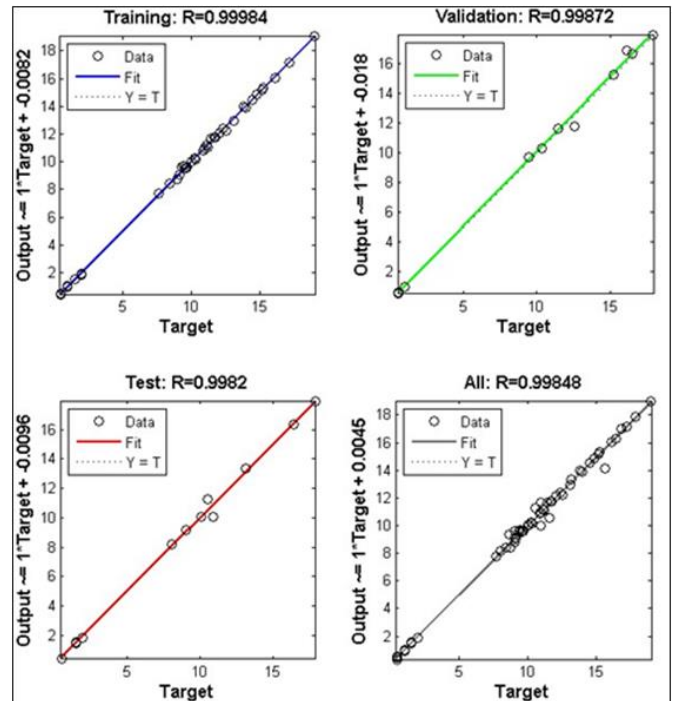 Training: R=0.99984
Output ~= 1*Target + -0.0082
18
16
14
12
10
8
6
4
2
Data
Fit
Y = T
5
10
15
Target
Validation: R=0.99872
Output ~= 1*Target + -0.018
16
14
12
10
8
6
4
2
Data
Fit
Y = T
5
10
15
Target
Test: R=0.9982
Output ~= 1*Target + -0.0096
16
14
12
10
8
6
4
2
Data
Fit
Y = T
5
10
15
Target
All: R=0.99848
Output ~= 1*Target + 0.0045
18
16
14
12
10
8
6
4
2
Data
Fit
Y = T
5
10
15
Target